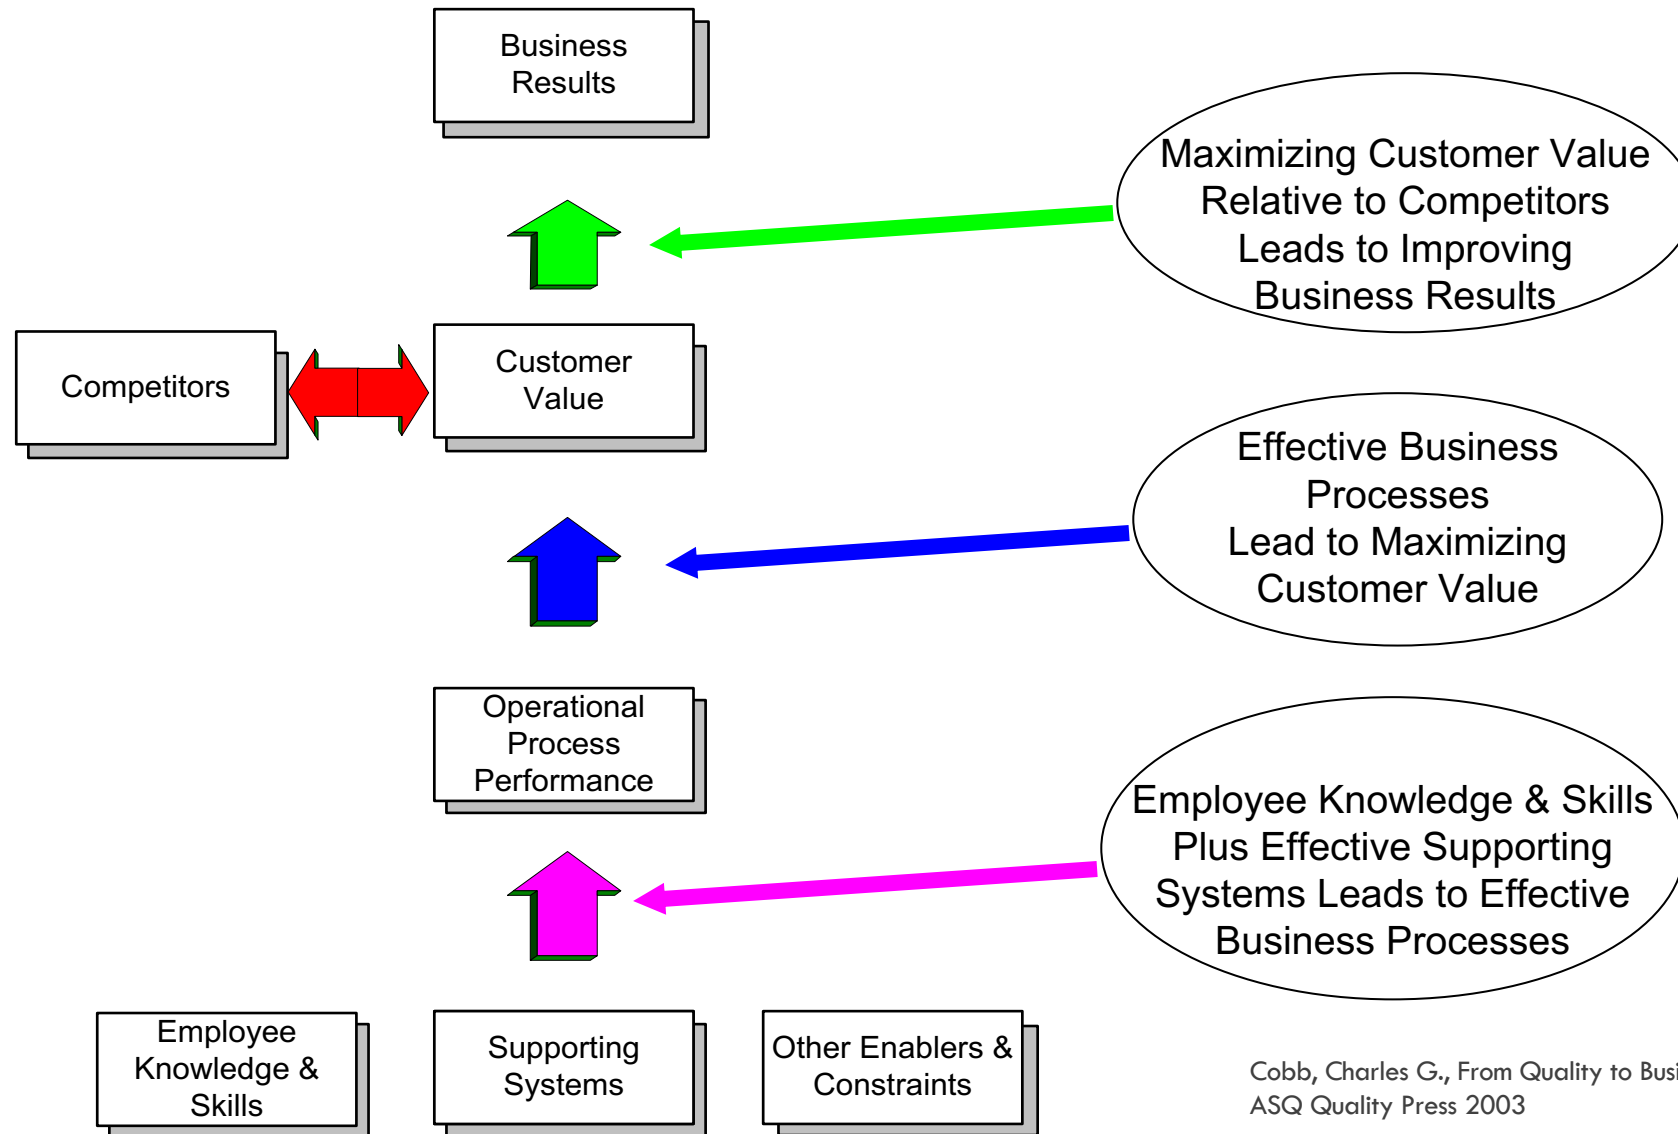 Business
Results
Maximizing Customer Value
Relative to Competitors
Leads to Improving
Business Results
Competitors
Customer
Value
Effective Business
Processes
Lead to Maximizing
Customer Value
Operational
Process
Performance
Employee Knowledge & Skills
Plus Effective Supporting
Systems Leads to Effective
Business Processes
Employee
Knowledge &
Skills
Supporting
Systems
Other Enablers &
Constraints
Cobb, Charles G., From Quality to
ASQ Quality Press 2003